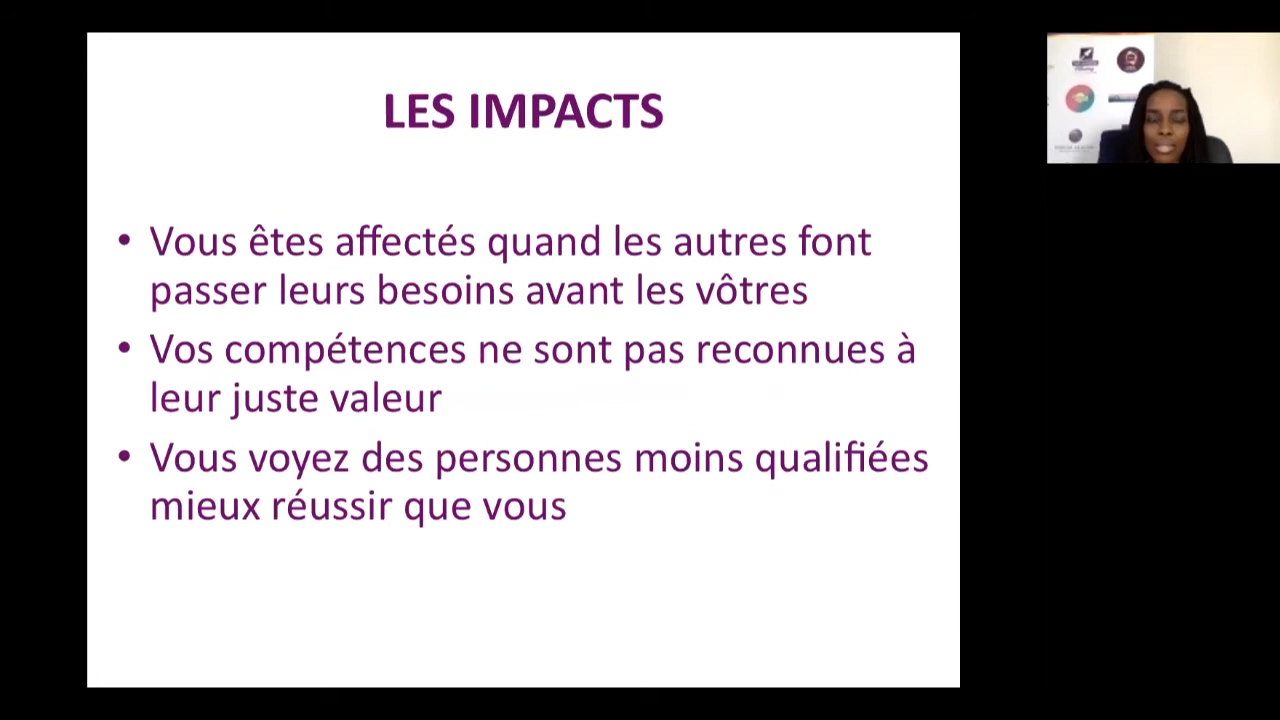 LES IMPACTS
• Vous êtes affectés quand les autres font
passer leurs besoins avant les vôtres
• Vos compétences ne sont pas reconnues à
leur juste valeur
• Vous voyez des personnes moins qualifiées
mieux réussir que vous